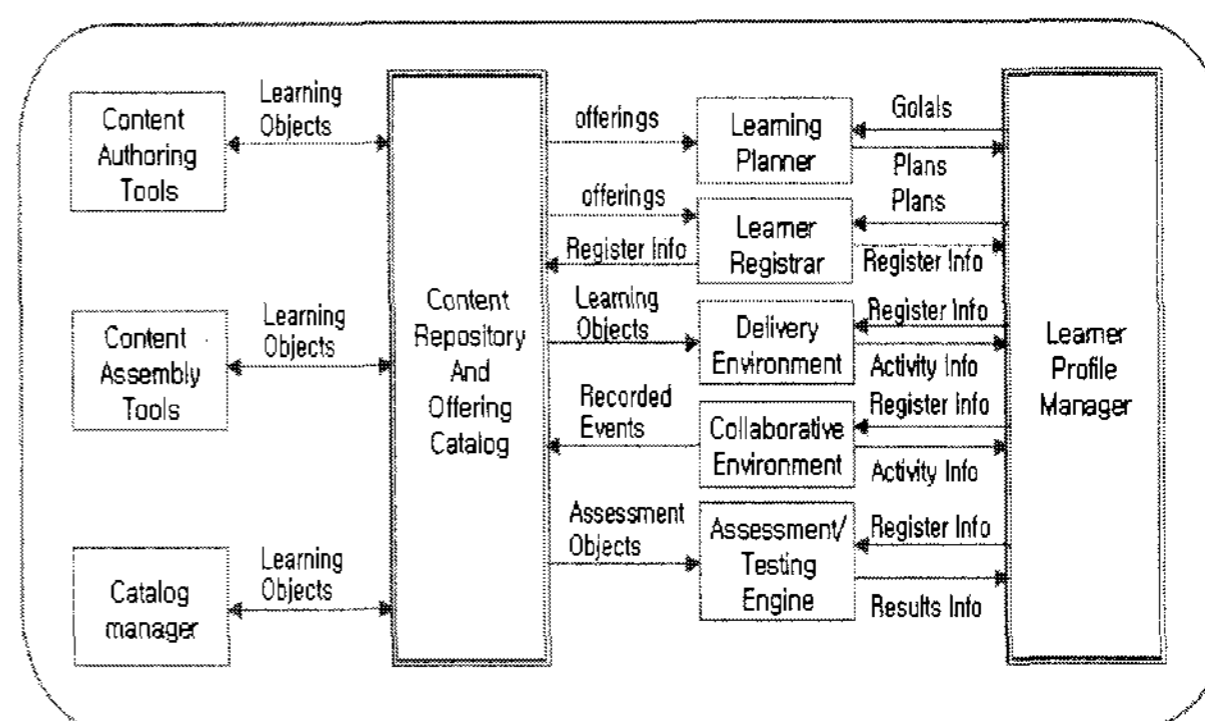 Content
Authoring
Tools
Learning
Objects
Content
Assembly
Tools
Learning
Objects
Catalog
manager
Learning
Objects
Content
Repository
And
Offering
Catalog
offerings
offerings
Register Info
Learning
Objects
Recorded
Events
Assessment
Objects
Learning
Planner
Learner
Registrar
Delivery
Environment
Collaborative
Environment
Assessment/
Testing
Engine
Golals
Plans
Plans
Register Info
Register Info
Activity Info
Register Info
Activity Info
Register Info
Results Info
Learner
Profile
Manager